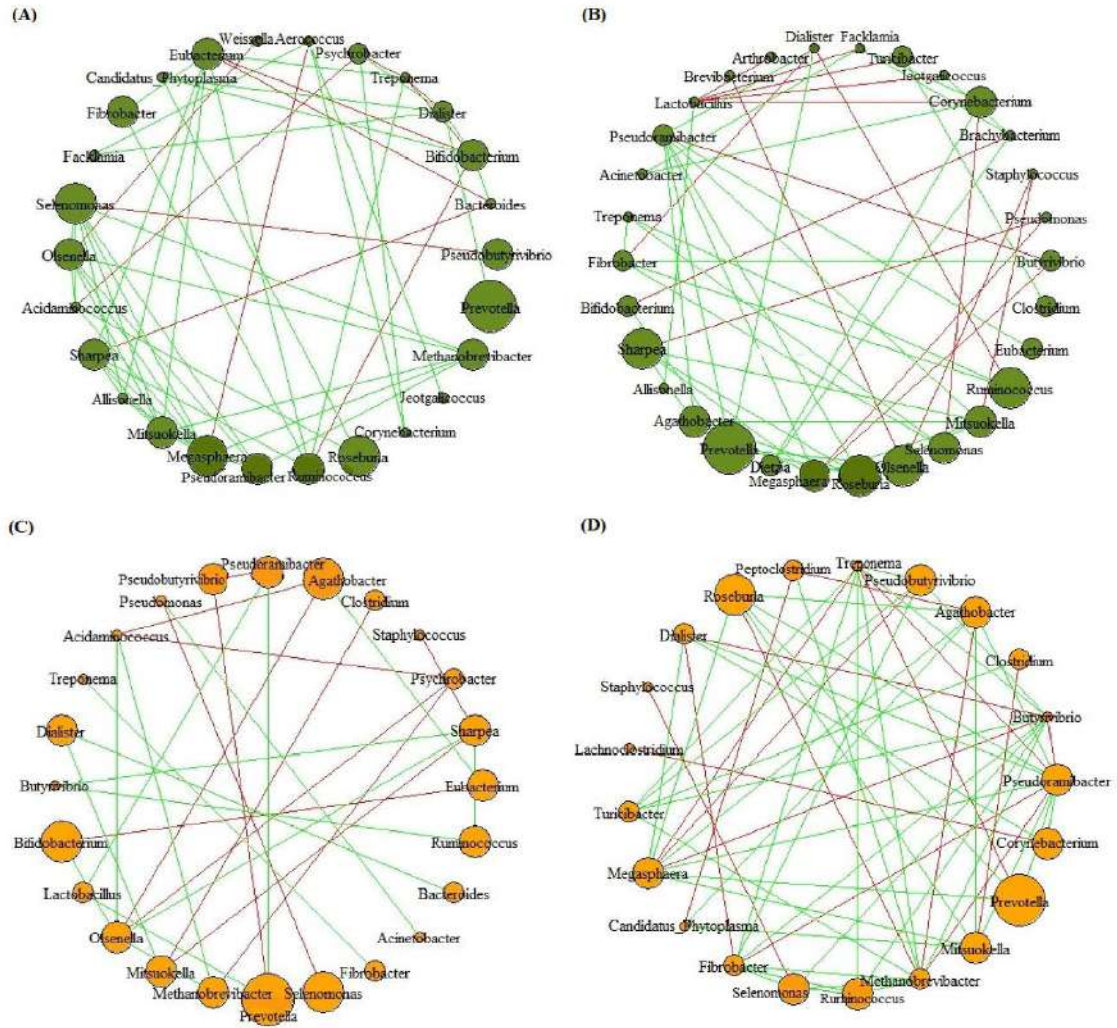 (A)
Weissella
Aerococcus
Eubacterium
Psychrobacter
Candidatus_Phytoplasma
Treponema
Fibrobacter
Dialister
Facklamia
Bifidobacterium
Selenomonas
Bacteroides
Olsenella
Pseudobutyrivibrio
Acidaminococcus
Prevotella
Sharpea
Methanobrevibacter
Allisonella
Jeotgalicoccus
Mitsuokella
Corynebacterium
Megasphaera
Roseburia
Pseudoramibacter
Ruminococcus
(B)
Dialister
Facklamia
Arthrobacter
Turicibacter
Brevibacterium
Jeotgalicoccus
Lactobacillus
Corynebacterium
Pseudoramibacter
Brachybacterium
Acinetobacter
Staphylococcus
Treponema
Pseudomonas
Fibrobacter
Butyrivibrio
Bifidobacterium
Clostridium
Sharpea
Eubacterium
Allisonella
Ruminococcus
Agathobacter
Mitsuokella
Prevotella
Selenomonas
Dietzia
Olsenella
Megasphaera
Roseburia
(C)
Pseudoramibacter
Pseudobutyrivibrio
Agathobacter
Pseudomonas
Clostridium
Acidaminococcus
Staphylococcus
Treponema
Psychrobacter
Dialister
Sharpea
Butyrivibrio
Eubacterium
Bifidobacterium
Ruminococcus
Lactobacillus
Bacteroides
Olsenella
Acinetobacter
Mitsuokella
Fibrobacter
Methanobrevibacter
Selenomonas
Prevotella
(D)
Treponema
Peptoclostridium
Pseudobutyrivibrio
Roseburia
Agathobacter
Dialister
Clostridium
Staphylococcus
Butyrivibrio
Lachnoclostridium
Pseudoramibacter
Turicibacter
Corynebacterium
Megasphaera
Prevotella
Candidatus_Phytoplasma
Mitsuokella
Fibrobacter
Methanobrevibacter
Selenomonas
Ruminococcus